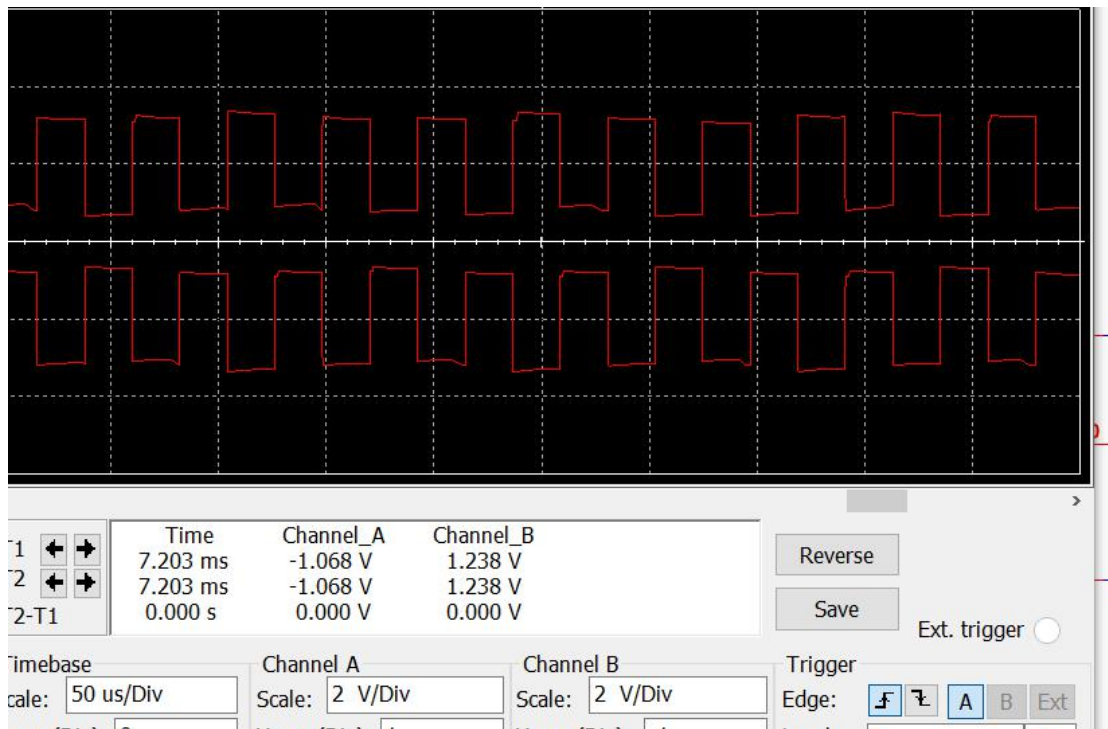 Time Channel_A Channel_B
T1 7.203 ms -1.068 V 1.238 V
T2 7.203 ms -1.068 V 1.238 V
T2-T1 0.000 s 0.000 V 0.000 V
Reverse
Save
Ext. trigger
Timebase Channel A Channel B Trigger
Scale: 50 us/Div Scale: 2 V/Div Scale: 2 V/Div Edge: A B Ext